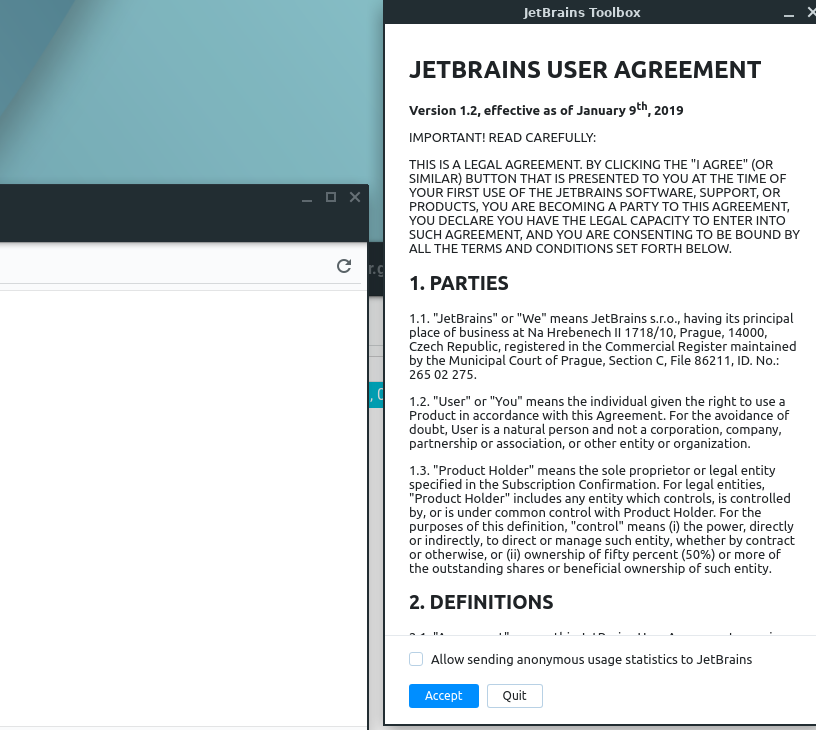 JetBrains Toolbox
JETBRAINS USER AGREEMENT
Version 1.2, effective as of January 9th, 2019
IMPORTANT! READ CAREFULLY:
THIS IS A LEGAL AGREEMENT. BY CLICKING THE "I AGREE" (OR
SIMILAR) BUTTON THAT IS PRESENTED TO YOU AT THE TIME OF
YOUR FIRST USE OF THE JETBRAINS SOFTWARE, SUPPORT, OR
PRODUCTS, YOU ARE BECOMING A PARTY TO THIS AGREEMENT,
YOU DECLARE YOU HAVE THE LEGAL CAPACITY TO ENTER INTO
SUCH AGREEMENT, AND YOU ARE CONSENTING TO BE BOUND BY
ALL THE TERMS AND CONDITIONS SET FORTH BELOW.
1. PARTIES
1.1. "JetBrains" or "We" means JetBrains s.r.o., having its principal
place of business at Na Hrebenech II 1718/10, Prague, 14000,
Czech Republic, registered in the Commercial Register maintained
by the Municipal Court of Prague, Section C, File 86211, ID. No.:
265 02 275.
1.2. "User" or "You" means the individual given the right to use a
Product in accordance with this Agreement. For the avoidance of
doubt, User is a natural person and not a corporation, company,
partnership or association, or other entity or organization.
1.3. "Product Holder" means the sole proprietor or legal entity
specified in the Subscription Confirmation. For legal entities,
"Product Holder" includes any entity which controls, is controlled
by, or is under common control with Product Holder. For the
purposes of this definition, "control" means (i) the power, directly
or indirectly, to direct or manage such entity, whether by contract
or otherwise, or (ii) ownership of fifty percent (50%) or more of
the outstanding shares or beneficial ownership of such entity.
2. DEFINITIONS
Allow sending anonymous usage statistics to JetBrains
Accept
Quit